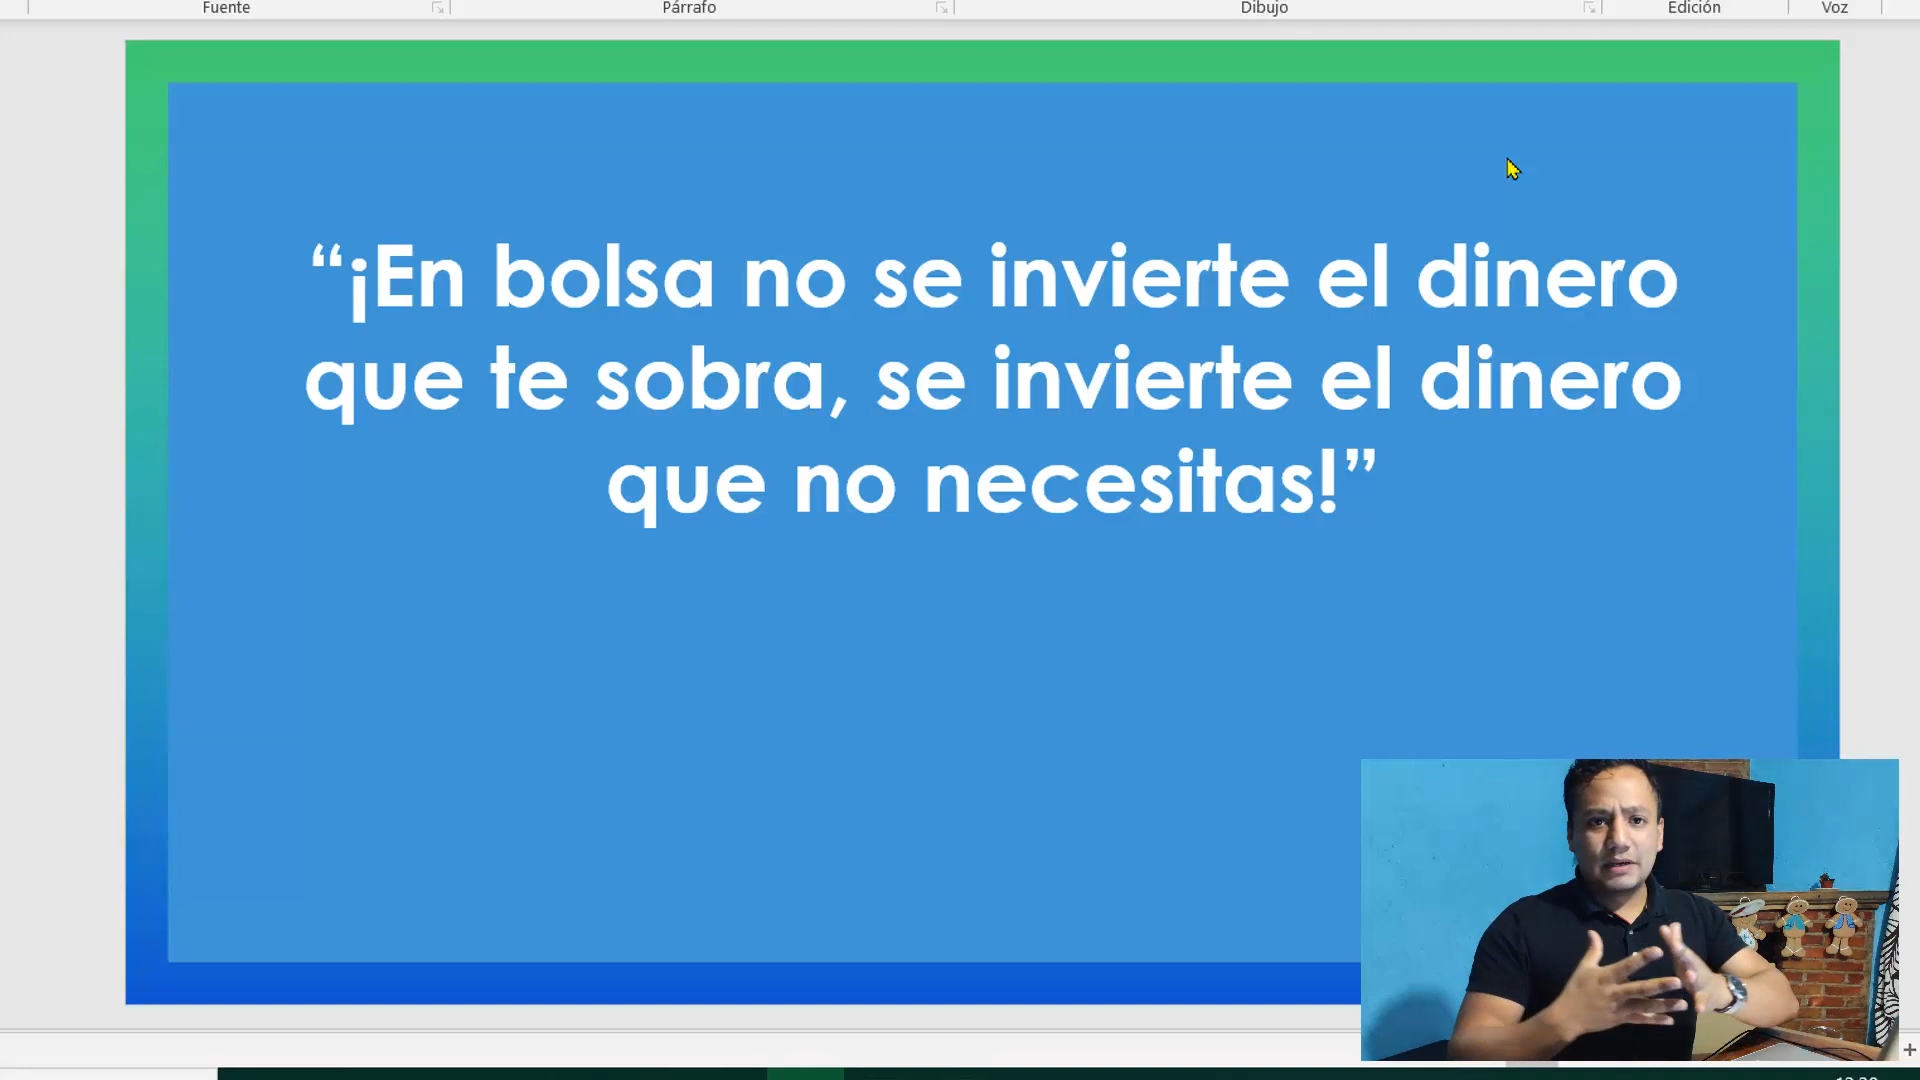 Fuente
Párrafo
Dibujo
Edición
Voz
“¡En bolsa no se invierte el dinero
que te sobra, se invierte el dinero
que no necesitas!”